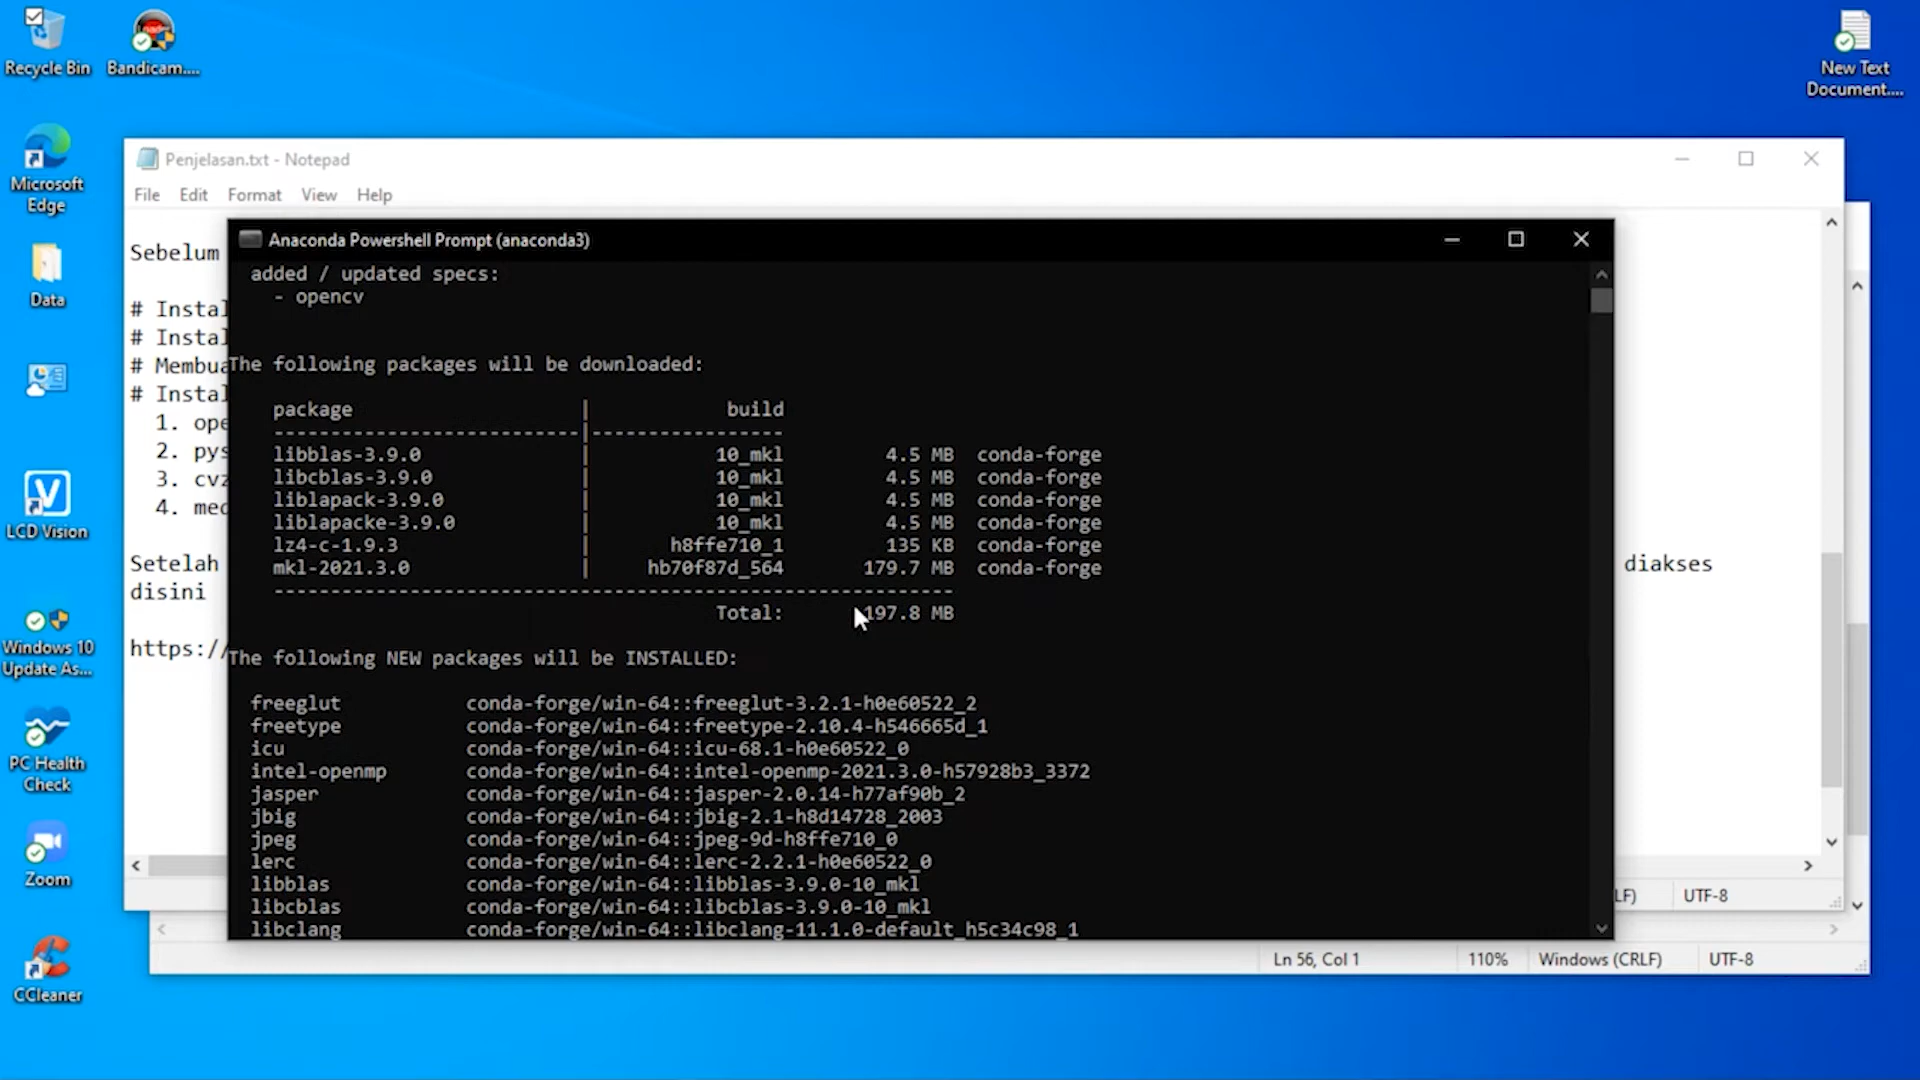 Recycle Bin
Bandicam....
New Text
Document....
Microsoft
Edge
Data
LCD Vision
Windows 10
Update As...
PC Health
Check
Zoom
CCleaner
Penjelasan.txt - Notepad
File Edit Format View Help
Sebelum
# Instal
# Instal
# Membua
# Instal
1. ope
2. pys
3. cvz
4. med
Setelah
diakses
disini
https://
LF) UTF-8
Ln 56, Col 1 110% Windows (CRLF) UTF-8
Anaconda Powershell Prompt (anaconda3)
added / updated specs:
- opencv
The following packages will be downloaded:
package | build
---------------------------|-----------------
libblas-3.9.0 | 10_mkl 4.5 MB conda-forge
libcblas-3.9.0 | 10_mkl 4.5 MB conda-forge
liblapack-3.9.0 | 10_mkl 4.5 MB conda-forge
liblapacke-3.9.0 | 10_mkl 4.5 MB conda-forge
lz4-c-1.9.3 | h8ffe710_1 135 KB conda-forge
mkl-2021.3.0 | hb70f87d_564 179.7 MB conda-forge
------------------------------------------------------------
Total: 197.8 MB
The following NEW packages will be INSTALLED:
freeglut conda-forge/win-64::freeglut-3.2.1-h0e60522_2
freetype conda-forge/win-64::freetype-2.10.4-h546665d_1
icu conda-forge/win-64::icu-68.1-h0e60522_0
intel-openmp conda-forge/win-64::intel-openmp-2021.3.0-h57928b3_3372
jasper conda-forge/win-64::jasper-2.0.14-h77af90b_2
jbig conda-forge/win-64::jbig-2.1-h8d14728_2003
jpeg conda-forge/win-64::jpeg-9d-h8ffe710_0
lerc conda-forge/win-64::lerc-2.2.1-h0e60522_0
libblas conda-forge/win-64::libblas-3.9.0-10_mkl
libcblas conda-forge/win-64::libcblas-3.9.0-10_mkl
libclang conda-forge/win-64::libclang-11.1.0-default_h5c34c98_1